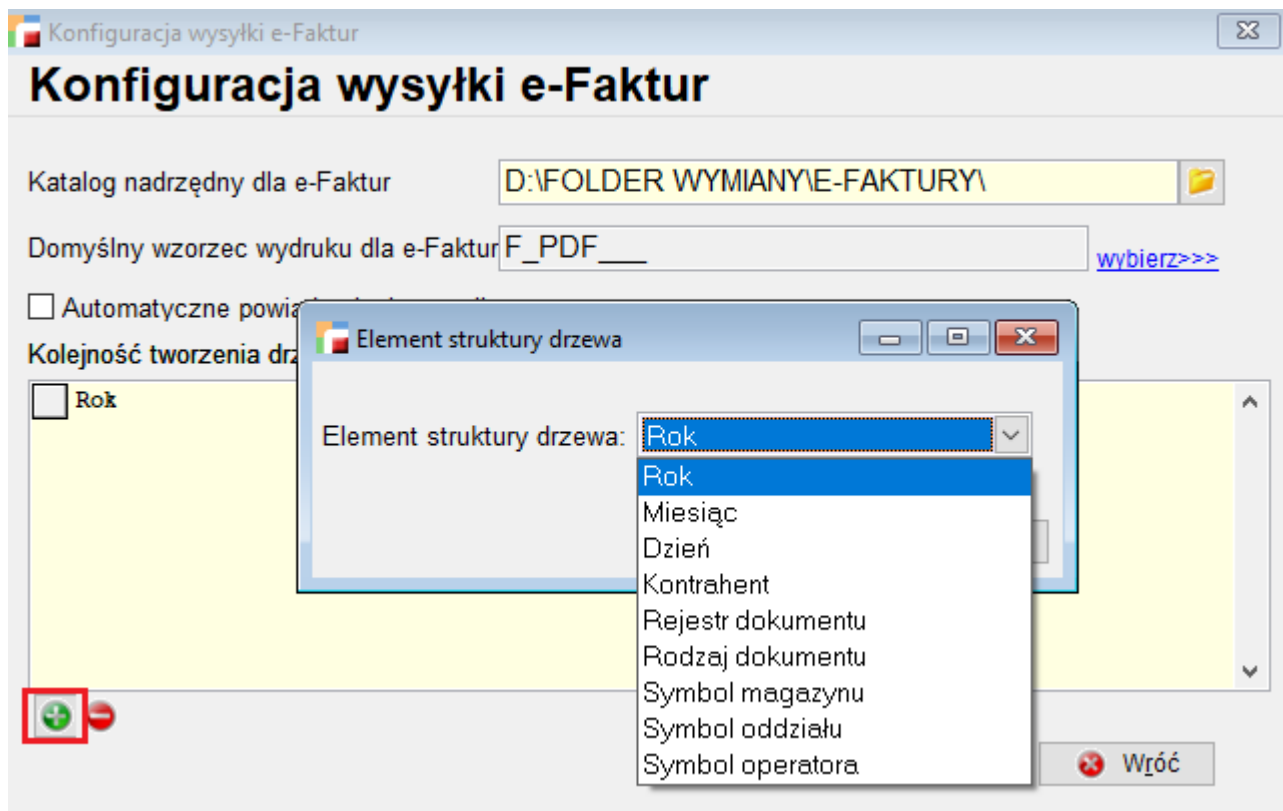 Konfiguracja wysyłki e-Faktur
Konfiguracja wysyłki e-Faktur
Katalog nadrzędny dla e-Faktur D:\FOLDER WYMIANY\E-FAKTURY\
Domyślny wzorzec wydruku dla e-Faktur F_PDF___ wybierz>>>
Automatyczne
Kolejność tworzenia
Rok
Element struktury drzewa
Element struktury drzewa: Rok
Rok
Miesiąc
Dzień
Kontrahent
Rejestr dokumentu
Rodzaj dokumentu
Symbol magazynu
Symbol oddziału
Symbol operatora
Wróć